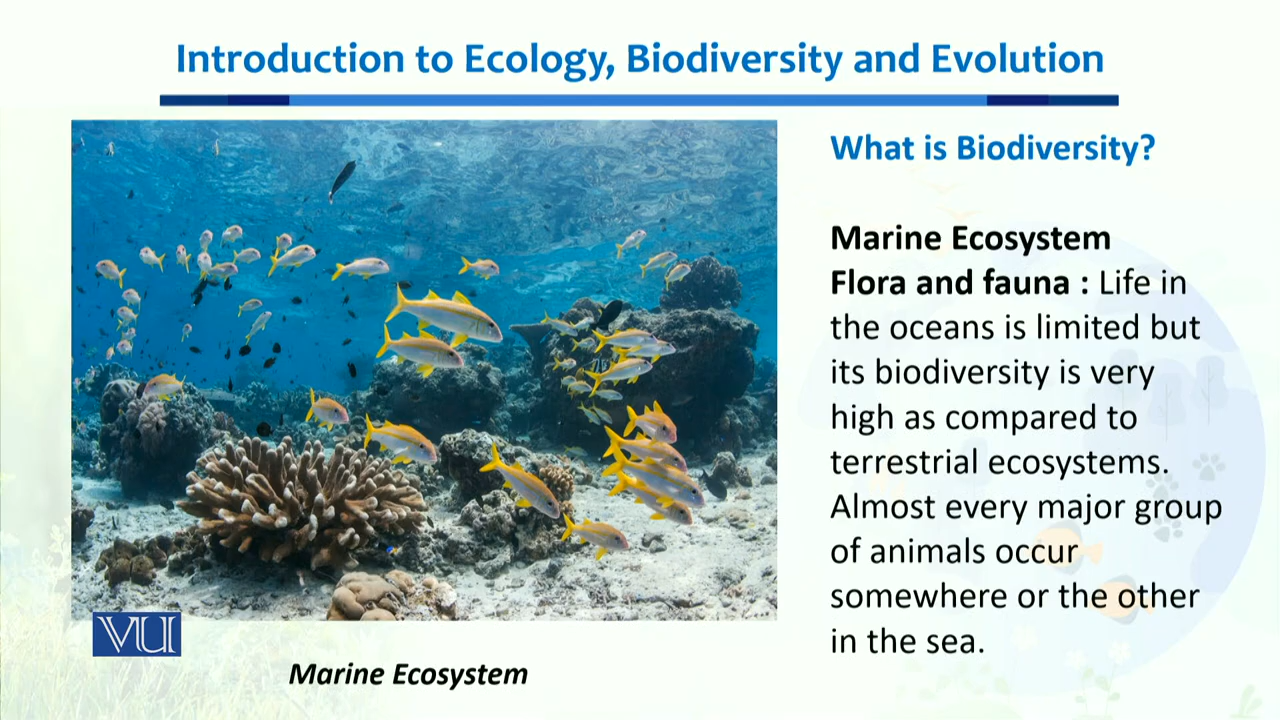 Introduction to Ecology, Biodiversity and Evolution
What is Biodiversity?
Marine Ecosystem
Flora and fauna : Life in
the oceans is limited but
its biodiversity is very
high as compared to
terrestrial ecosystems.
Almost every major group
of animals occur
somewhere or the other
in the sea.
VU
Marine Ecosystem